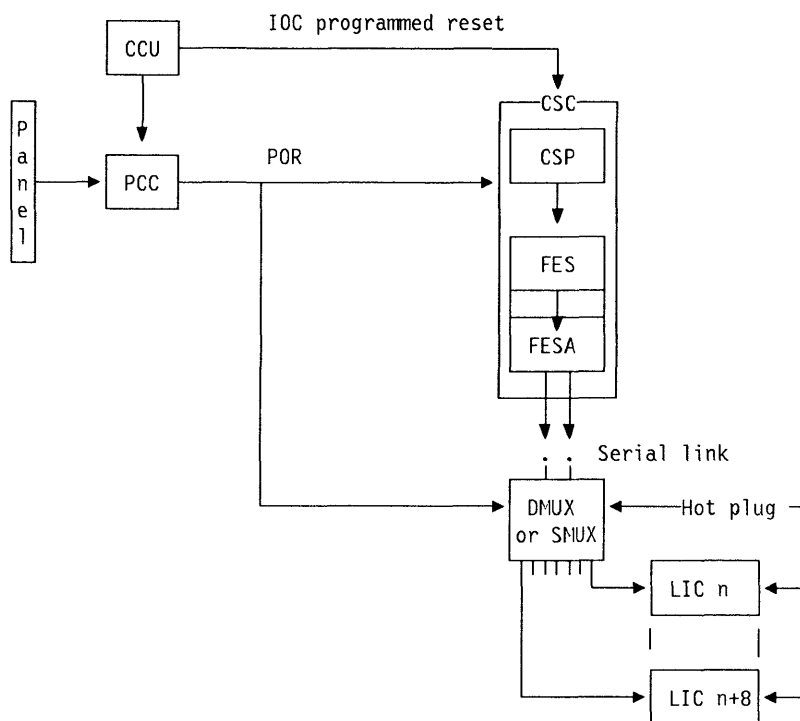 IOC programmed reset
CCU
CSC
Panel
CSP
PCC
POR
FES
FESA
Serial link
DMUX
or SMUX
Hot plug
LIC n
LIC n+8